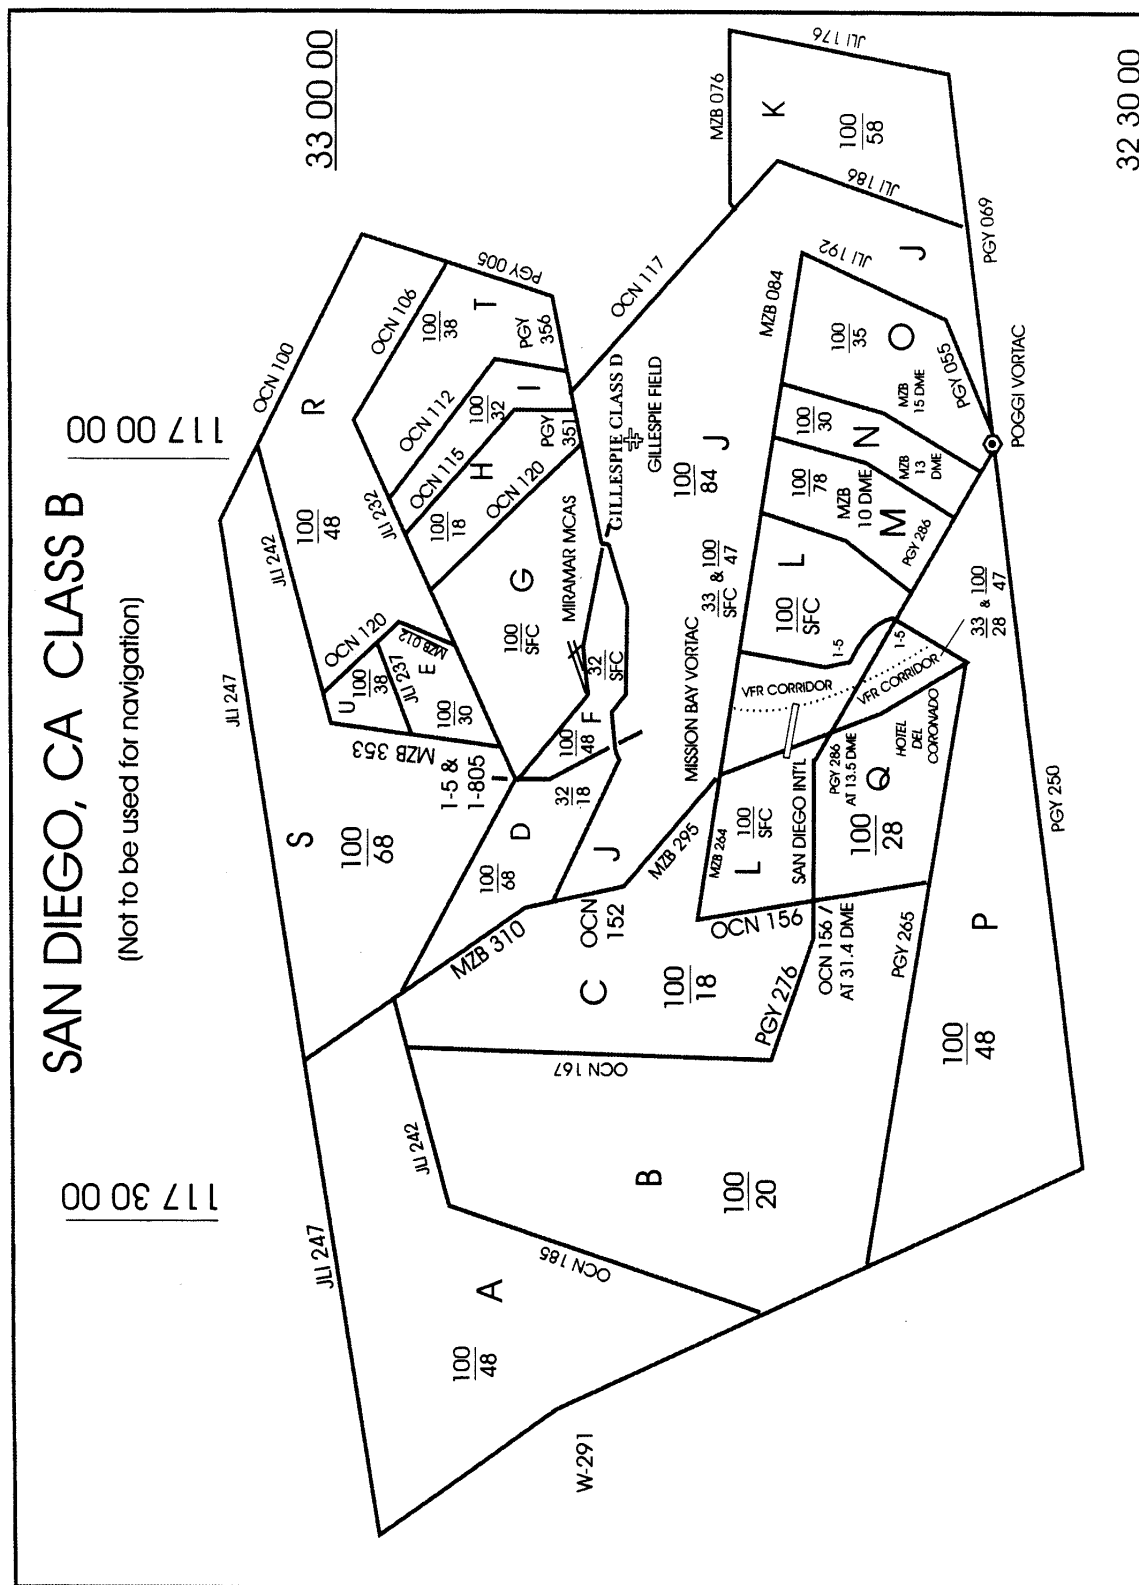 SAN DIEGO, CA CLASS B
(Not to be used for navigation)
117 30 00
117 00 00
33 00 00
32 30 00
JLI 247
JLI 247
OCN 100
S
100
68
JLI 242
R
100
48
OCN 106
PGY 005
T
100
38
JLI 232
OCN 112
I
100
32
PGY
356
OCN 115
H
100
18
PGY
351
OCN 120
OCN 120
U
100
38
JLI 237
MZB 012
E
100
30
MZB 353
1-5 &
1-805
G
100
SFC
MIRAMAR MCAS
32
SFC
F
100
48
32
18
D
100
68
MZB 310
JLI 242
A
100
48
OCN 185
W-291
B
100
20
OCN 167
C
100
18
OCN
152
J
MZB 295
PGY 276
OCN 156
OCN 156 /
AT 31.4 DME
MISSION BAY VORTAC
GILLESPIE CLASS D
GILLESPIE FIELD
J
100
84
33
SFC
&
100
47
OCN 117
MZB 076
JLI 176
K
100
58
JLI 186
J
PGY 069
MZB 084
JLI 192
100
35
O
MZB
15 DME
PGY 055
100
30
N
MZB
13
DME
100
78
MZB
10 DME
M
PGY 286
L
100
SFC
1-5
1-5
VFR CORRIDOR
VFR CORRIDOR
MZB 264
L
100
SFC
SAN DIEGO INT'L
PGY 286
AT 13.5 DME
Q
100
28
HOTEL
DEL
CORONADO
33
28
&
100
47
POGGI VORTAC
PGY 265
P
100
48
PGY 250